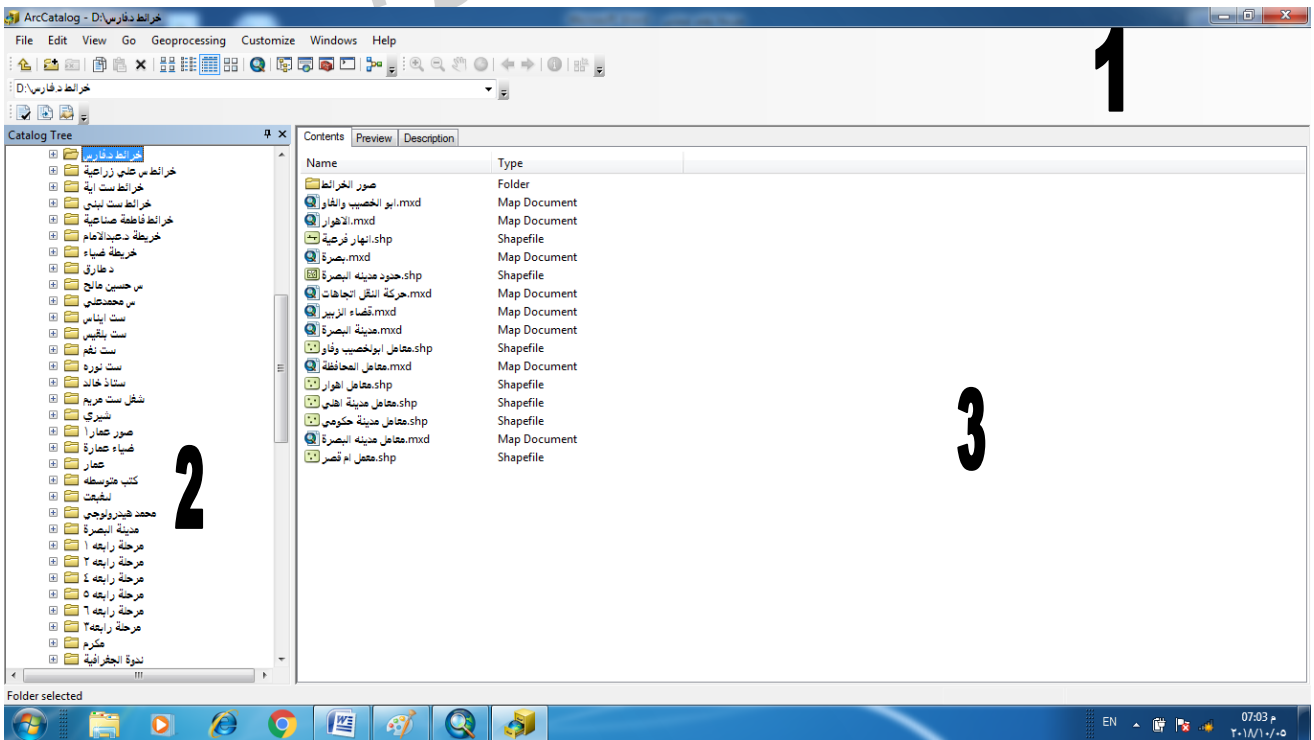 ArcCatalog - D:\خرائط د.فارس
File Edit View Go Geoprocessing Customize Windows Help
1
D:\خرائط د.فارس
Catalog Tree
خرائط د.فارس
خرائط س علي زراعية
خرائط ست اية
خرائط ست لبنى
خرائط فاطمة صناعية
خريطة د.عبدالامام
خريطة ضياء
د طارق
س حسين مالح
س محمدعلي
ست ايناس
ست بلقيس
ست نغم
ست نوره
ستاذ خالد
شغل ست مريم
شيري
صور عمار١
ضياء عمارة
عمار
كتب متوسطه
محمد هيدرولوجي
مدينة البصرة
مرحلة رابعه ١
مرحلة رابعه ٢
مرحلة رابعه ٤
مرحلة رابعه ٥
مرحلة رابعه ٦
مرحلة رابعه٣
مكرم
ندوة الجغرافية
2
Contents Preview Description
Name Type
صور الخرائط Folder
ابو الخصيب والفاو.mxd Map Document
الاهوار.mxd Map Document
انهار فرعية.shp Shapefile
بصرة.mxd Map Document
حدود مدينه البصرة.shp Shapefile
حركة النقل اتجاهات.mxd Map Document
قضاء الزبير.mxd Map Document
مدينة البصرة.mxd Map Document
معامل ابولخصيب وفاو.shp Shapefile
معامل المحافظة.mxd Map Document
معامل اهوار.shp Shapefile
معامل مدينة اهلي.shp Shapefile
معامل مدينة حكومي.shp Shapefile
معامل مدينه البصرة.mxd Map Document
معمل ام قصر.shp Shapefile
3
Folder selected
EN
07:03 م
٢٠١٨/١٠/٠٥